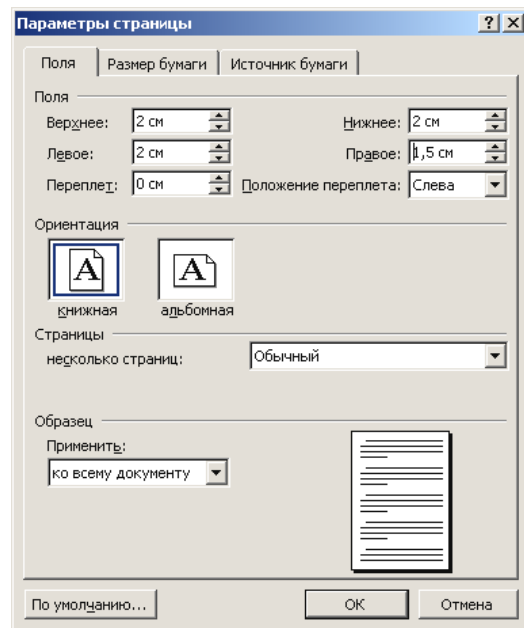 Параметры страницы
Поля Размер бумаги Источник бумаги
Поля
Верхнее: 2 см Нижнее: 2 см
Левое: 2 см Правое: 1,5 см
Переплет: 0 см Положение переплета: Слева
Ориентация
A A
книжная альбомная
Страницы
несколько страниц: Обычный
Образец
Применить:
ко всему документу
По умолчанию... ОК Отмена